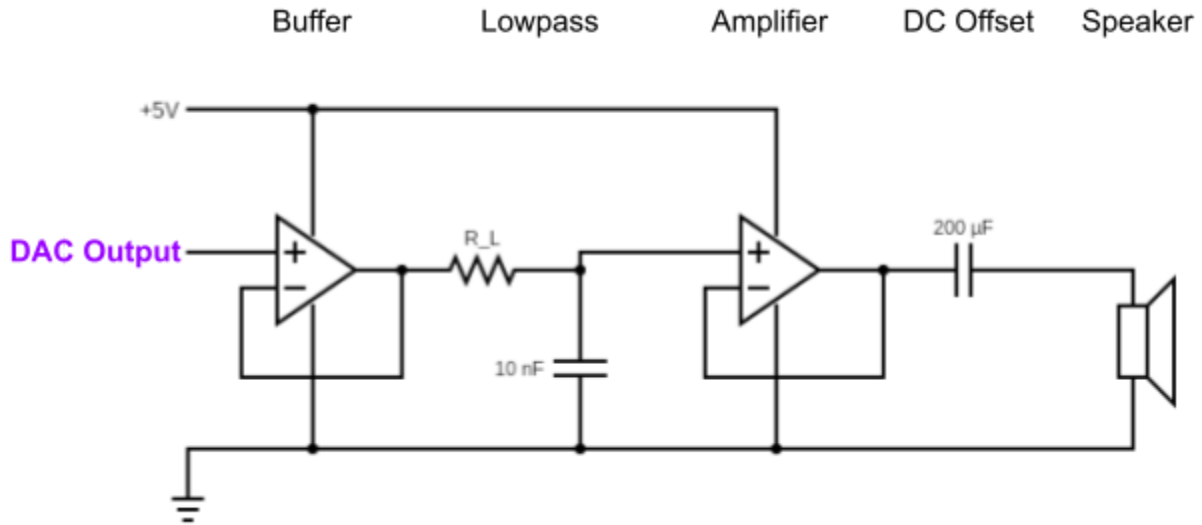 Buffer Lowpass Amplifier DC Offset Speaker
+5V
DAC Output
+
−
R_L
10 nF
+
−
200 µF